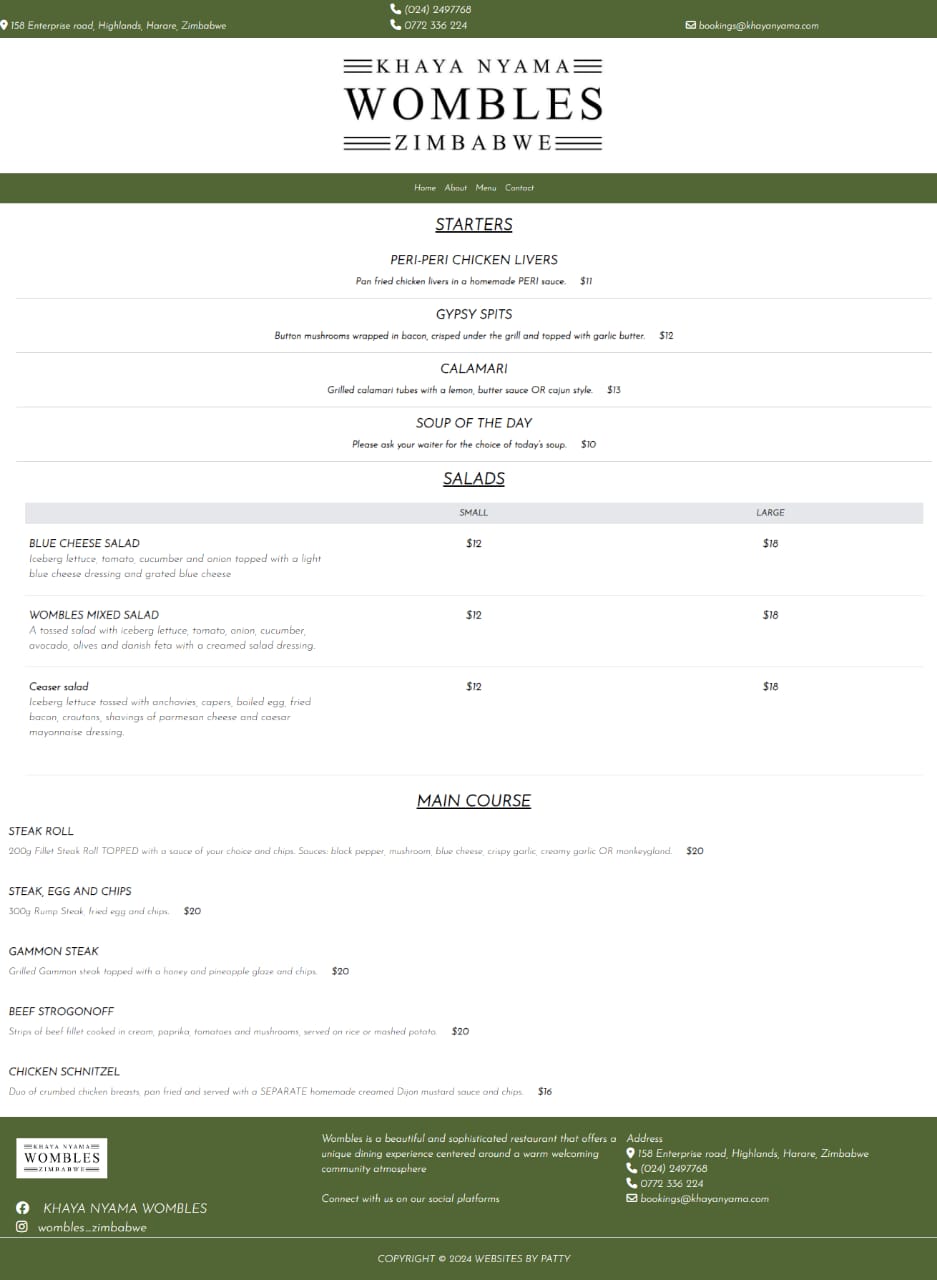 (024) 2497768
158 Enterprise road, Highlands, Harare, Zimbabwe
0772 336 224
bookings@khayanyama.com
KHAYA NYAMA
WOMBLES
ZIMBABWE
Home About Menu Contact
STARTERS
PERI-PERI CHICKEN LIVERS
Pan fried chicken livers in a homemade PERI sauce. $11
GYPSY SPITS
Button mushrooms wrapped in bacon, crisped under the grill and topped with garlic butter. $12
CALAMARI
Grilled calamari tubes with a lemon, butter sauce OR cajun style. $13
SOUP OF THE DAY
Please ask your waiter for the choice of today's soup. $10
SALADS
SMALL LARGE
BLUE CHEESE SALAD $12 $18
Iceberg lettuce, tomato, cucumber and onion topped with a light
blue cheese dressing and grated blue cheese
WOMBLES MIXED SALAD $12 $18
A tossed salad with iceberg lettuce, tomato, onion, cucumber,
avocado, olives and danish feta with a creamed salad dressing.
Ceaser salad $12 $18
Iceberg lettuce tossed with anchovies, capers, boiled egg, fried
bacon, croutons, shavings of parmesan cheese and caesar
mayonnaise dressing.
MAIN COURSE
STEAK ROLL
200g Fillet Steak Roll TOPPED with a sauce of your choice and chips. Sauces: black pepper, mushroom, blue cheese, crispy garlic, creamy garlic OR monkeygland. $20
STEAK, EGG AND CHIPS
300g Rump Steak, fried egg and chips. $20
GAMMON STEAK
Grilled Gammon steak topped with a honey and pineapple glaze and chips. $20
BEEF STROGONOFF
Strips of beef fillet cooked in cream, paprika, tomatoes and mushrooms, served on rice or mashed potato. $20
CHICKEN SCHNITZEL
Duo of crumbed chicken breasts, pan fried and served with a SEPARATE homemade creamed Dijon mustard sauce and chips. $16
KHAYA NYAMA
WOMBLES
ZIMBABWE
KHAYA NYAMA WOMBLES
wombles_zimbabwe
Wombles is a beautiful and sophisticated restaurant that offers a
unique dining experience centered around a warm welcoming
community atmosphere
Connect with us on our social platforms
Address
158 Enterprise road, Highlands, Harare, Zimbabwe
(024) 2497768
0772 336 224
bookings@khayanyama.com
COPYRIGHT © 2024 WEBSITES BY PATTY